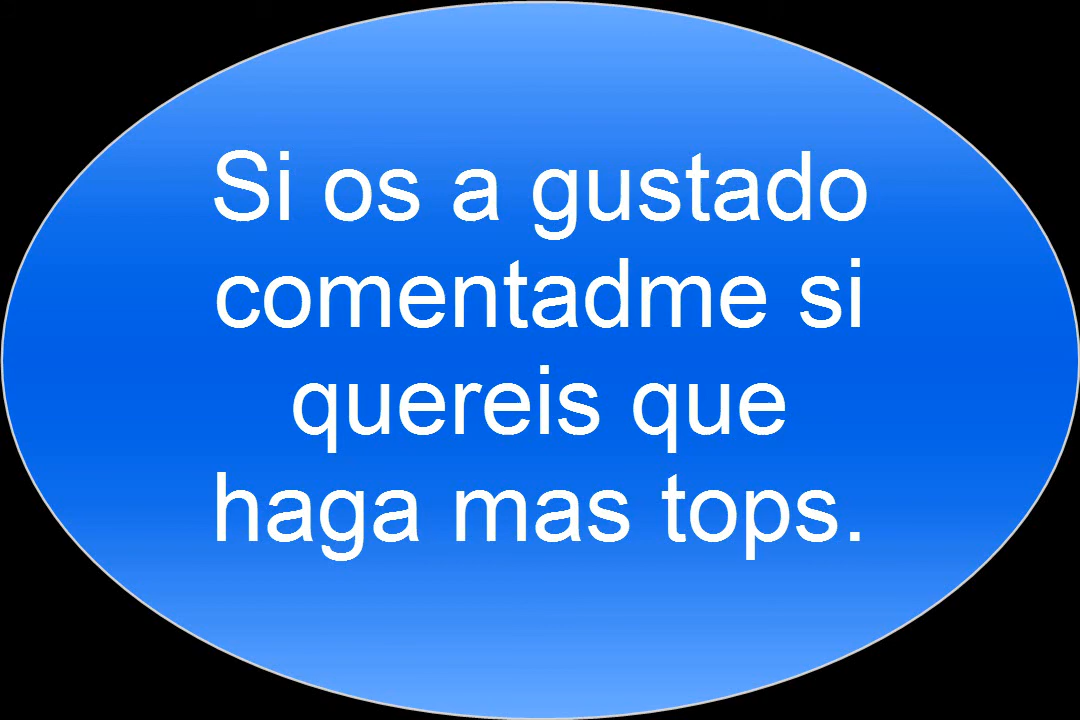 Si os a gustado
comentadme si
quereis que
haga mas tops.